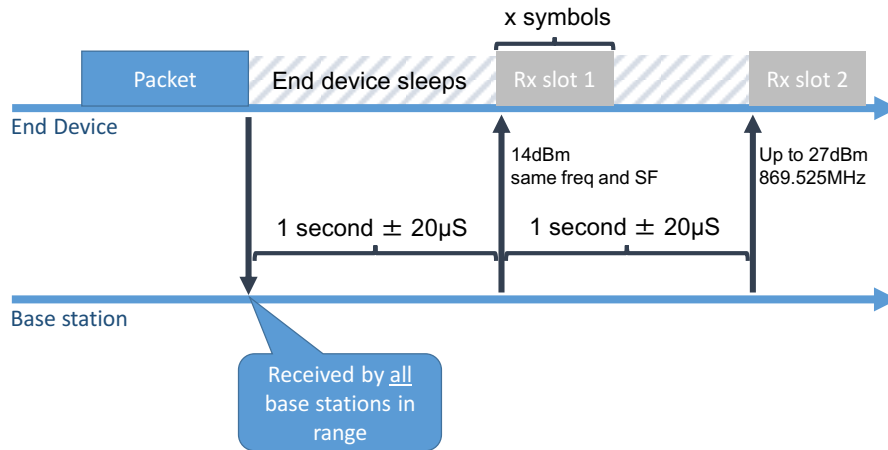 x symbols
Packet
End device sleeps
Rx slot 1
Rx slot 2
End Device
14dBm
same freq and SF
Up to 27dBm
869.525MHz
1 second ± 20µS
1 second ± 20µS
Base station
Received by all
base stations in
range